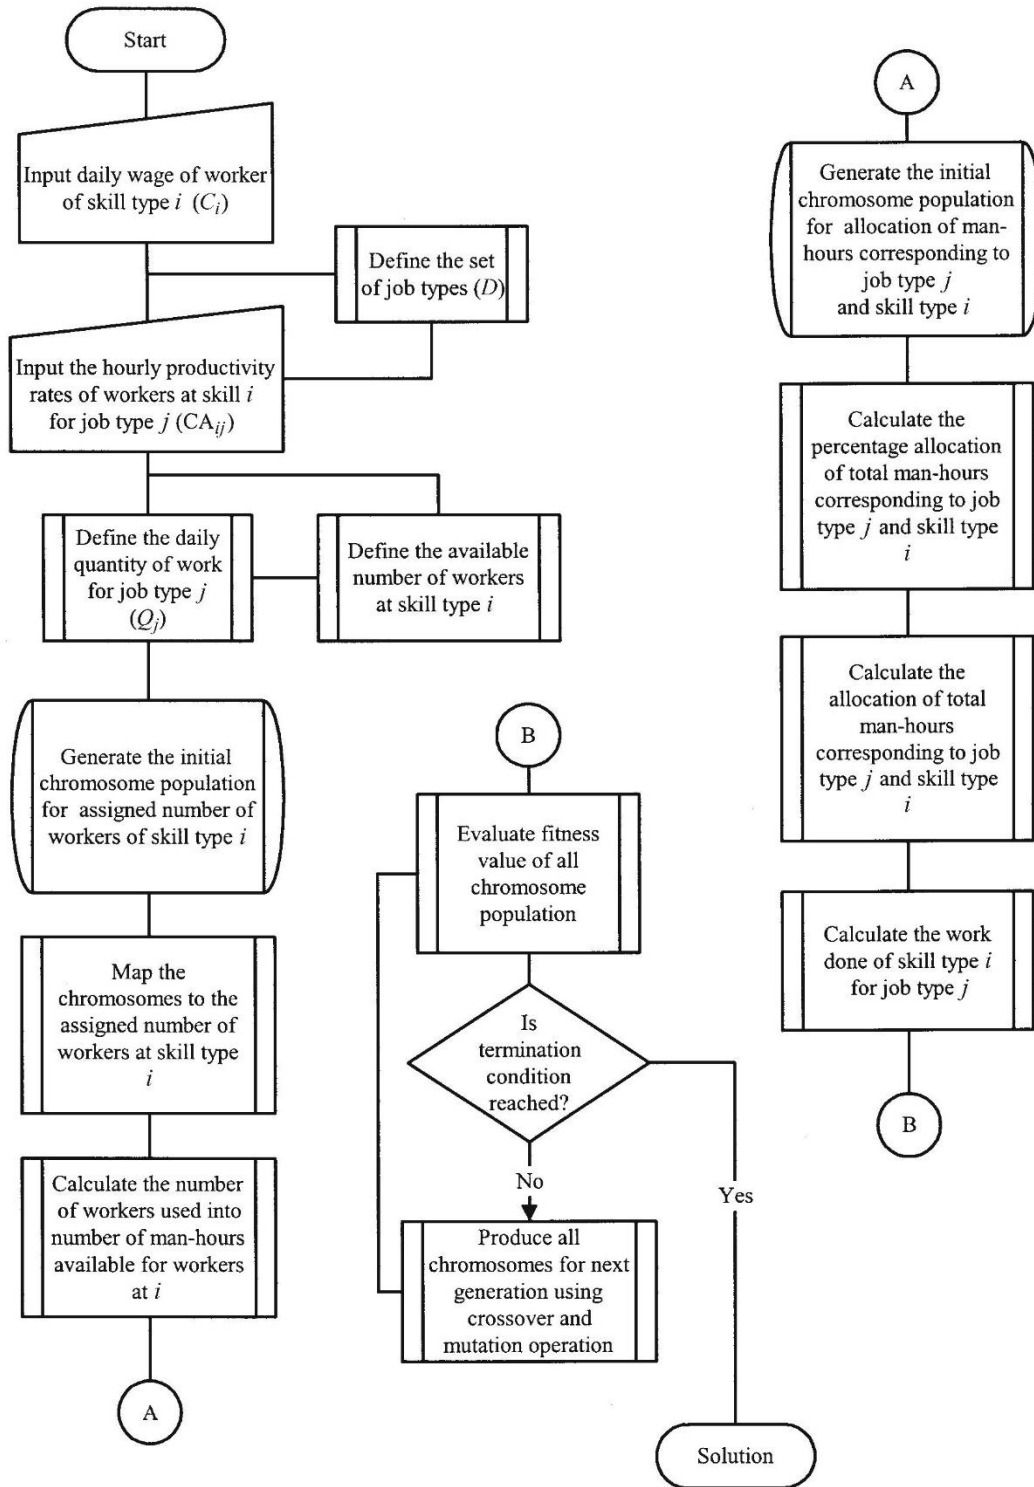 Start
Input daily wage of worker
of skill type i (Ci)
Define the set
of job types (D)
Input the hourly productivity
rates of workers at skill i
for job type j (CAij)
Define the daily
quantity of work
for job type j
(Qj)
Define the available
number of workers
at skill type i
Generate the initial
chromosome population
for assigned number of
workers of skill type i
Map the
chromosomes to the
assigned number of
workers at skill type
i
Calculate the number
of workers used into
number of man-hours
available for workers
at i
A
A
Generate the initial
chromosome population
for allocation of man-
hours corresponding to
job type j
and skill type i
Calculate the
percentage allocation
of total man-hours
corresponding to job
type j and skill type
i
Calculate the
allocation of total
man-hours
corresponding to job
type j and skill type
i
Calculate the work
done of skill type i
for job type j
B
B
Evaluate fitness
value of all
chromosome
population
Is
termination
condition
reached?
No
Yes
Produce all
chromosomes for next
generation using
crossover and
mutation operation
Solution